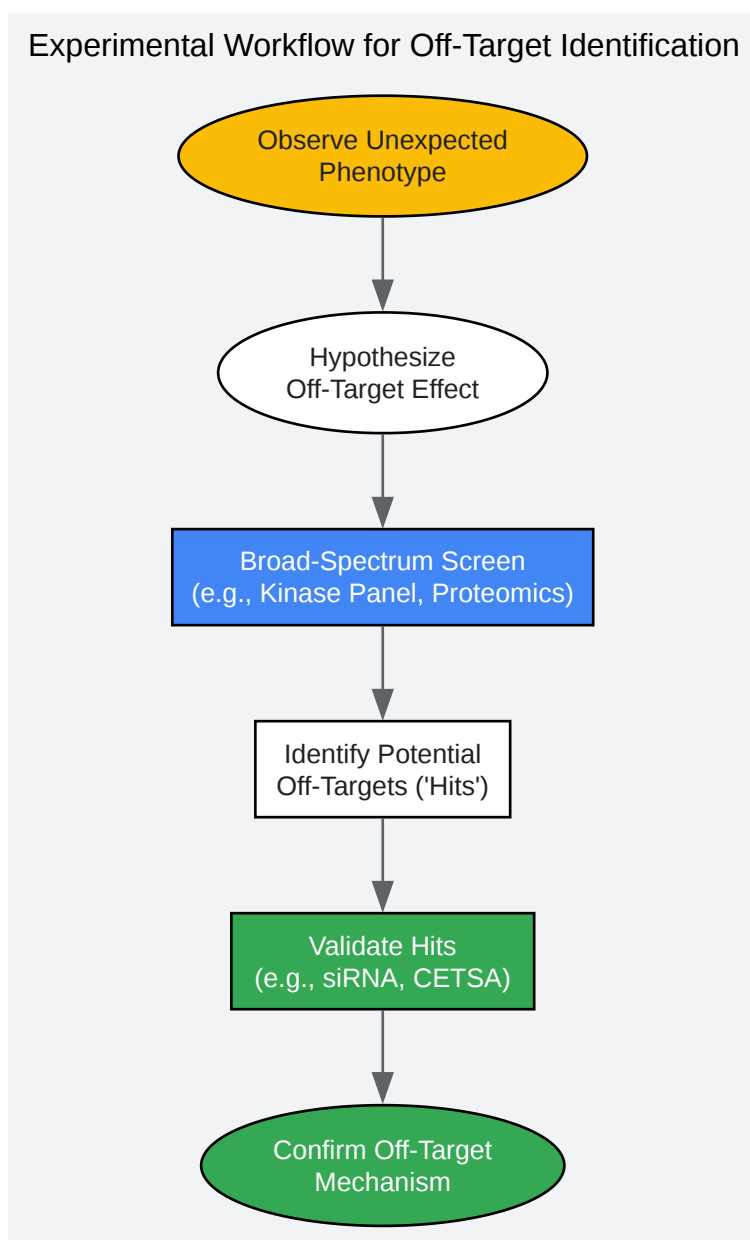 Experimental Workflow for Off-Target Identification
Observe Unexpected
Phenotype
Hypothesize
Off-Target Effect
Broad-Spectrum Screen
(e.g., Kinase Panel, Proteomics)
Identify Potential
Off-Targets ('Hits')
Validate Hits
(e.g., siRNA, CETSA)
Confirm Off-Target
Mechanism